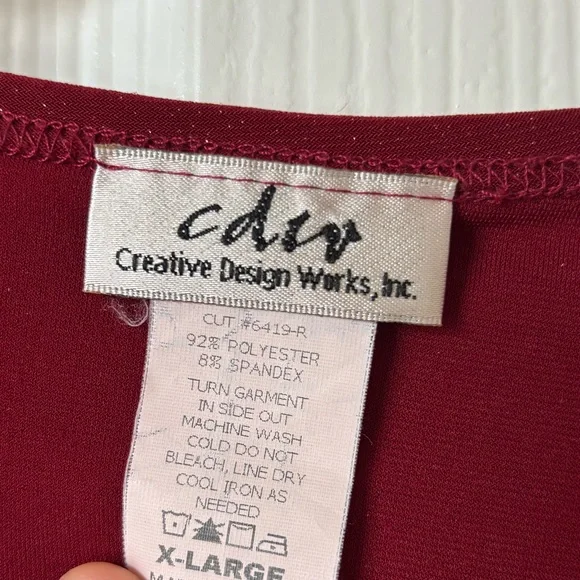 cdw
Creative Design Works, Inc.
CUT #6419-R
92% POLYESTER
8% SPANDEX
TURN GARMENT
IN SIDE OUT
MACHINE WASH
COLD DO NOT
BLEACH, LINE DRY
COOL IRON AS
NEEDED
X-LARGE